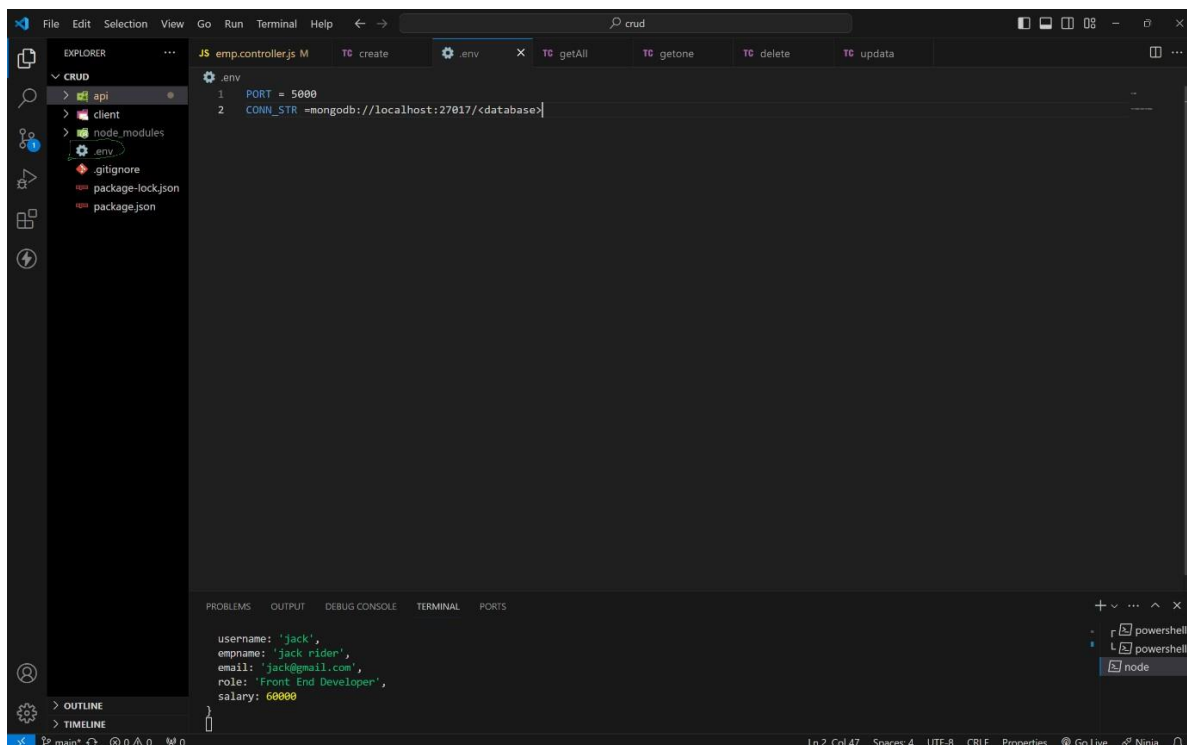 File Edit Selection View Go Run Terminal Help crud
EXPLORER
CRUD
api
client
node_modules
.env
.gitignore
package-lock.json
package.json
OUTLINE
TIMELINE
JS emp.controller.js M TC create .env TC getAll TC getone TC delete TC updata
.env
1 PORT = 5000
2 CONN_STR =mongodb://localhost:27017/<database>
PROBLEMS OUTPUT DEBUG CONSOLE TERMINAL PORTS
username: 'jack',
empname: 'jack rider',
email: 'jack@gmail.com',
role: 'Front End Developer',
salary: 60000
}
powershell
powershell
node
main* 0 0 0 Ln 2, Col 47 Spaces: 4 UTF-8 CRLF Properties Go Live Ninja